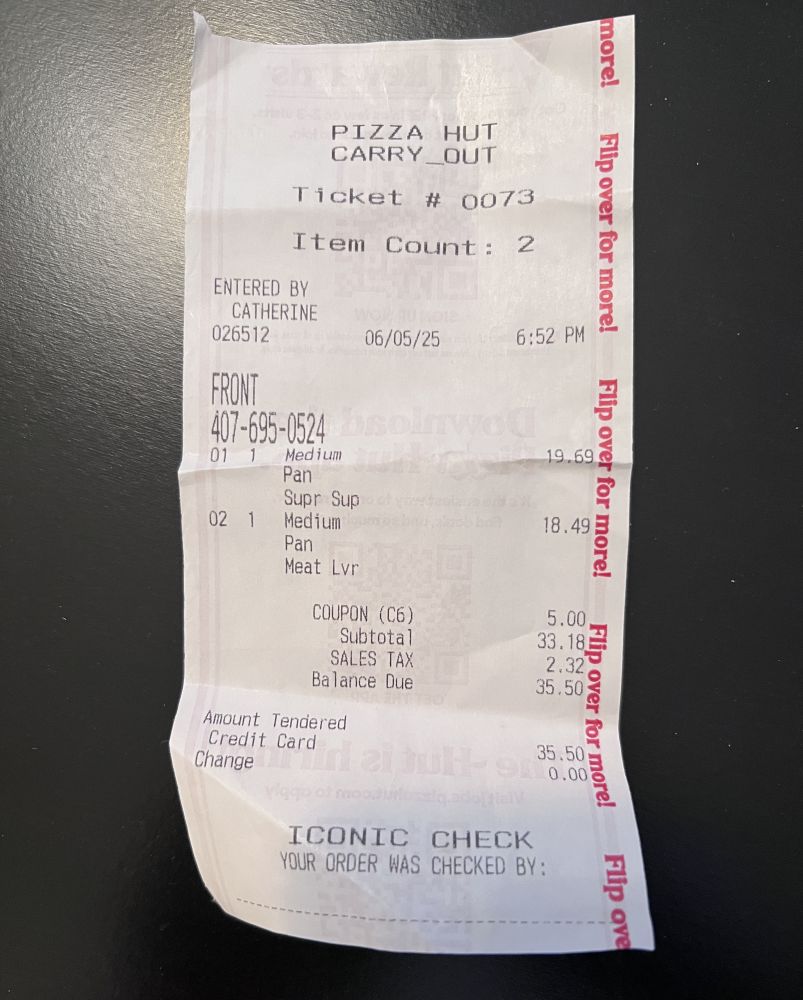 PIZZA HUT
CARRY_OUT
Ticket # 0073
Item Count: 2
ENTERED BY
CATHERINE
026512 06/05/25 6:52 PM
FRONT
407-695-0524
01 1 Medium 19.69
Pan
Supr Sup
02 1 Medium 18.49
Pan
Meat Lvr
COUPON (C6) 5.00
Subtotal 33.18
SALES TAX 2.32
Balance Due 35.50
Amount Tendered
Credit Card 35.50
Change 0.00
ICONIC CHECK
YOUR ORDER WAS CHECKED BY:
more!
Flip over for more!
Flip over for more!
Flip over for more!
Flip ove